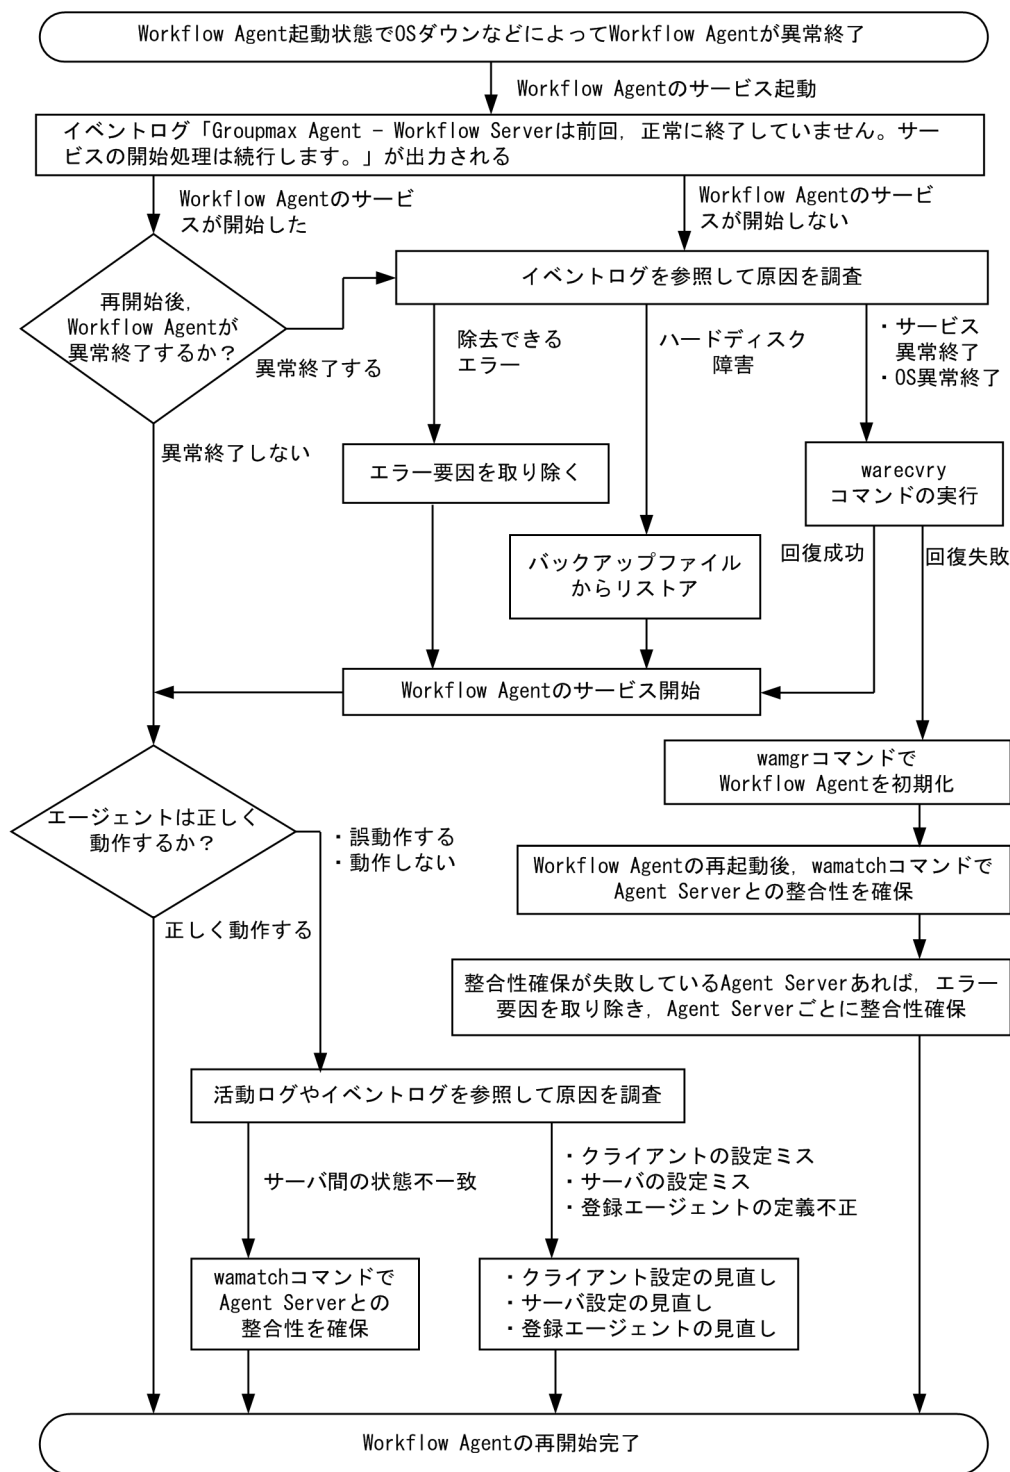 Workflow Agent起動状態でOSダウンなどによってWorkflow Agentが異常終了
Workflow Agentのサービス起動
イベントログ「Groupmax Agent - Workflow Serverは前回，正常に終了していません。サー
ビスの開始処理は続行します。」が出力される
Workflow Agentのサービ
スが開始した
Workflow Agentのサービ
スが開始しない
イベントログを参照して原因を調査
再開始後，
Workflow Agentが
異常終了するか？
異常終了する
除去できる
エラー
ハードディスク
障害
・サービス
異常終了
・OS異常終了
異常終了しない
エラー要因を取り除く
warecvry
コマンドの実行
バックアップファイル
からリストア
回復成功
回復失敗
Workflow Agentのサービス開始
wamgrコマンドで
Workflow Agentを初期化
エージェントは正しく
動作するか？
・誤動作する
・動作しない
Workflow Agentの再起動後，wamatchコマンドで
Agent Serverとの整合性を確保
正しく動作する
整合性確保が失敗しているAgent Serverあれば，エラー
要因を取り除き，Agent Serverごとに整合性確保
活動ログやイベントログを参照して原因を調査
サーバ間の状態不一致
・クライアントの設定ミス
・サーバの設定ミス
・登録エージェントの定義不正
wamatchコマンドで
Agent Serverとの
整合性を確保
・クライアント設定の見直し
・サーバ設定の見直し
・登録エージェントの見直し
Workflow Agentの再開始完了